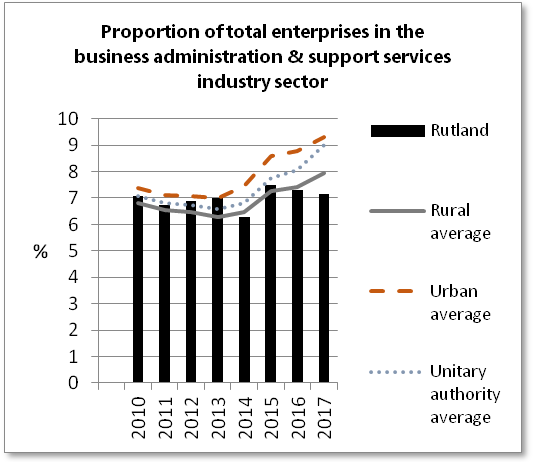 Proportion of total enterprises in the
business administration & support services
industry sector
10
9
8
7
6
5
4
3
2
1
0
%
2010
2011
2012
2013
2014
2015
2016
2017
Rutland
Rural
average
Urban
average
Unitary
authority
average